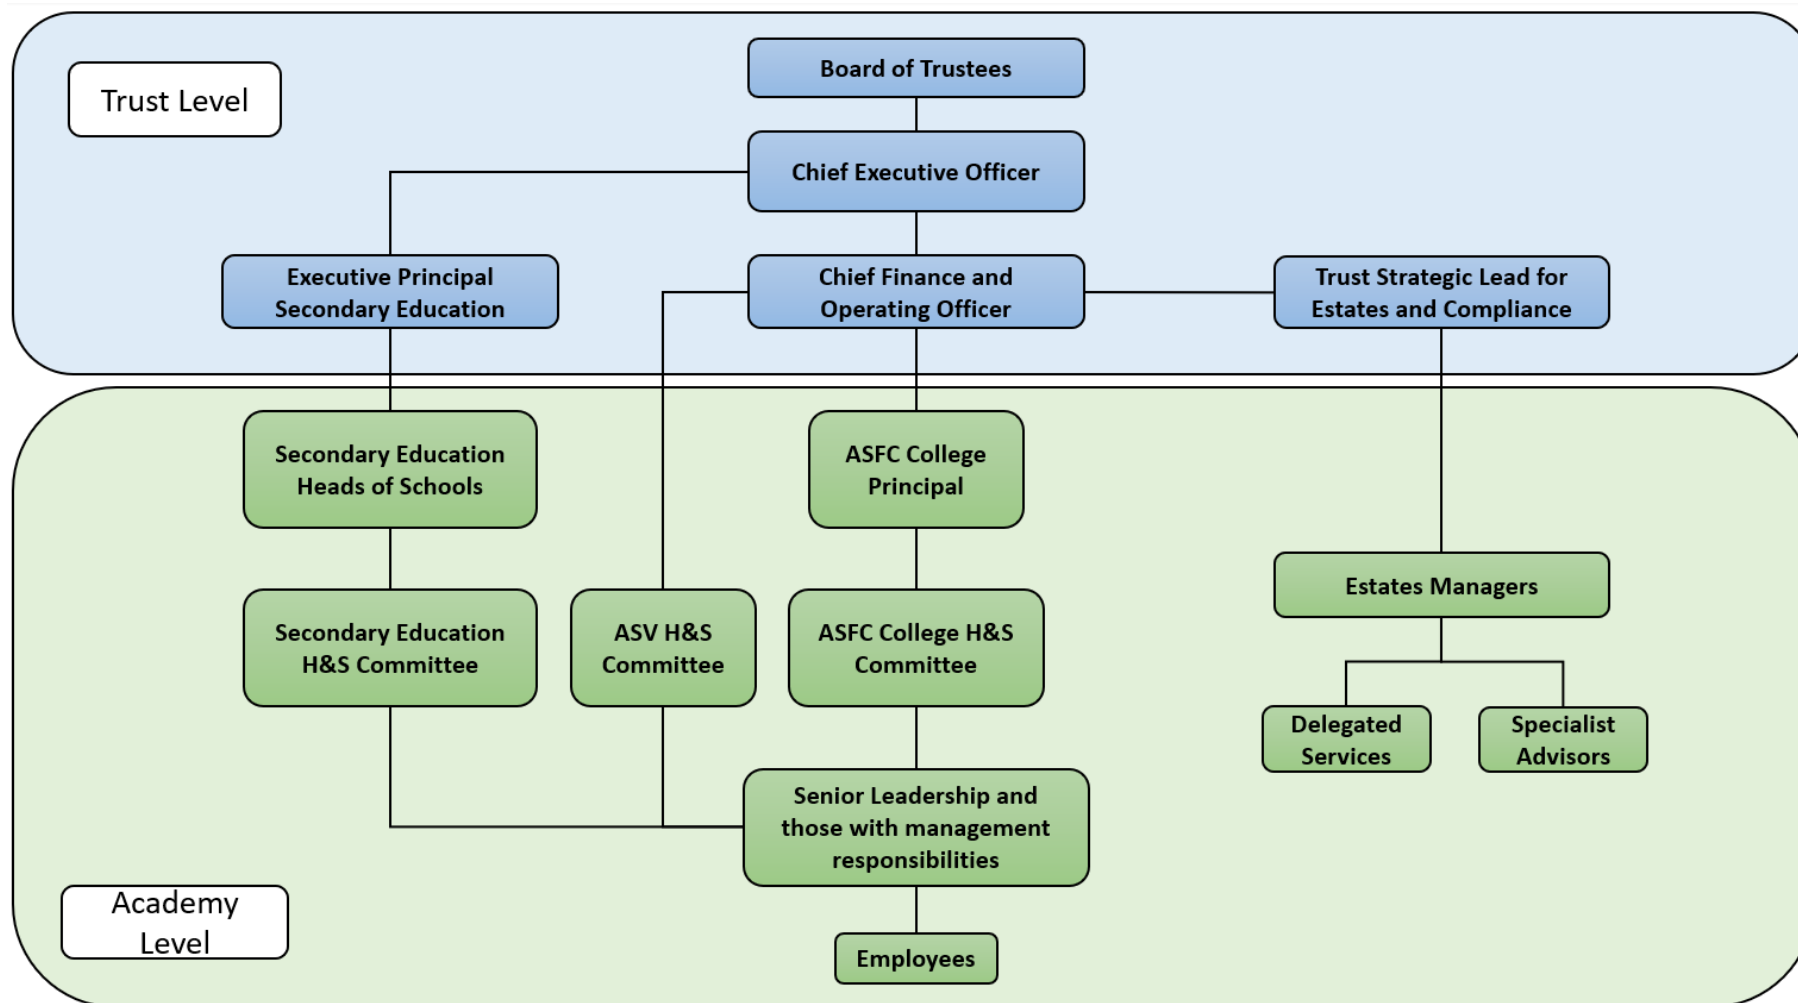 Trust Level
Board of Trustees
Chief Executive Officer
Executive Principal
Secondary Education
Chief Finance and
Operating Officer
Trust Strategic Lead for
Estates and Compliance
Secondary Education
Heads of Schools
ASFC College
Principal
Estates Managers
Secondary Education
H&S Committee
ASV H&S
Committee
ASFC College H&S
Committee
Delegated
Services
Specialist
Advisors
Senior Leadership and
those with management
responsibilities
Academy
Level
Employees